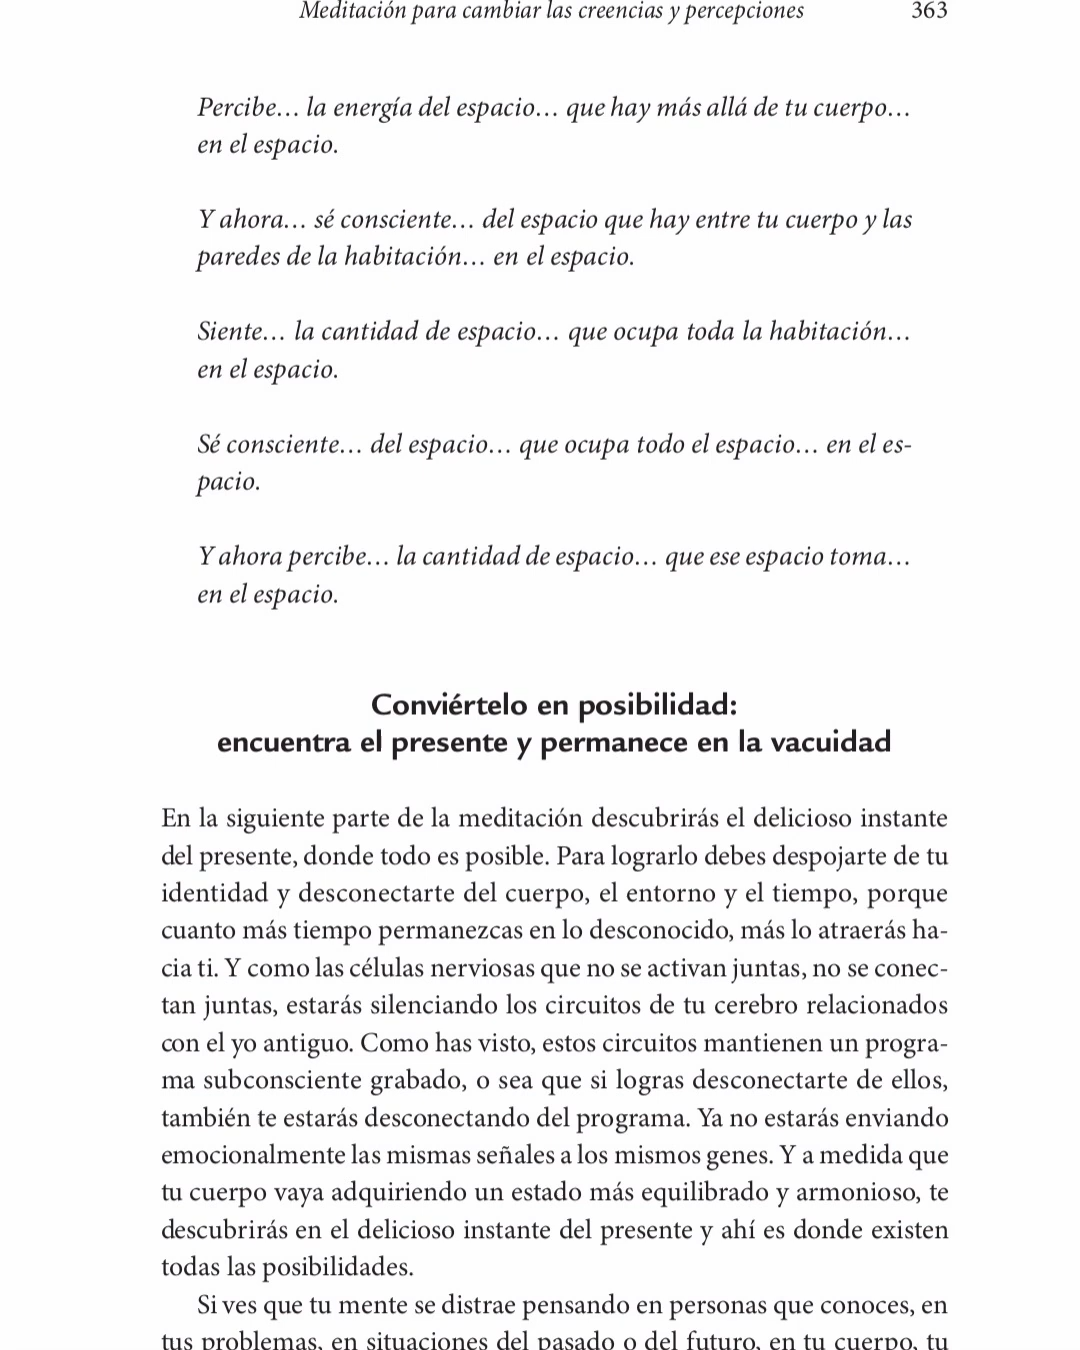 Meditación para cambiar las creencias y percepciones 363
Percibe… la energía del espacio… que hay más allá de tu cuerpo…
en el espacio.
Y ahora… sé consciente… del espacio que hay entre tu cuerpo y las
paredes de la habitación… en el espacio.
Siente… la cantidad de espacio… que ocupa toda la habitación…
en el espacio.
Sé consciente… del espacio… que ocupa todo el espacio… en el es-
pacio.
Y ahora percibe… la cantidad de espacio… que ese espacio toma…
en el espacio.
Conviértelo en posibilidad:
encuentra el presente y permanece en la vacuidad
En la siguiente parte de la meditación descubrirás el delicioso instante
del presente, donde todo es posible. Para lograrlo debes despojarte de tu
identidad y desconectarte del cuerpo, el entorno y el tiempo, porque
cuanto más tiempo permanezcas en lo desconocido, más lo atraerás ha-
cia ti. Y como las células nerviosas que no se activan juntas, no se conec-
tan juntas, estarás silenciando los circuitos de tu cerebro relacionados
con el yo antiguo. Como has visto, estos circuitos mantienen un progra-
ma subconsciente grabado, o sea que si logras desconectarte de ellos,
también te estarás desconectando del programa. Ya no estarás enviando
emocionalmente las mismas señales a los mismos genes. Y a medida que
tu cuerpo vaya adquiriendo un estado más equilibrado y armonioso, te
descubrirás en el delicioso instante del presente y ahí es donde existen
todas las posibilidades.
Si ves que tu mente se distrae pensando en personas que conoces, en
tus problemas, en situaciones del pasado o del futuro, en tu cuerpo, tu